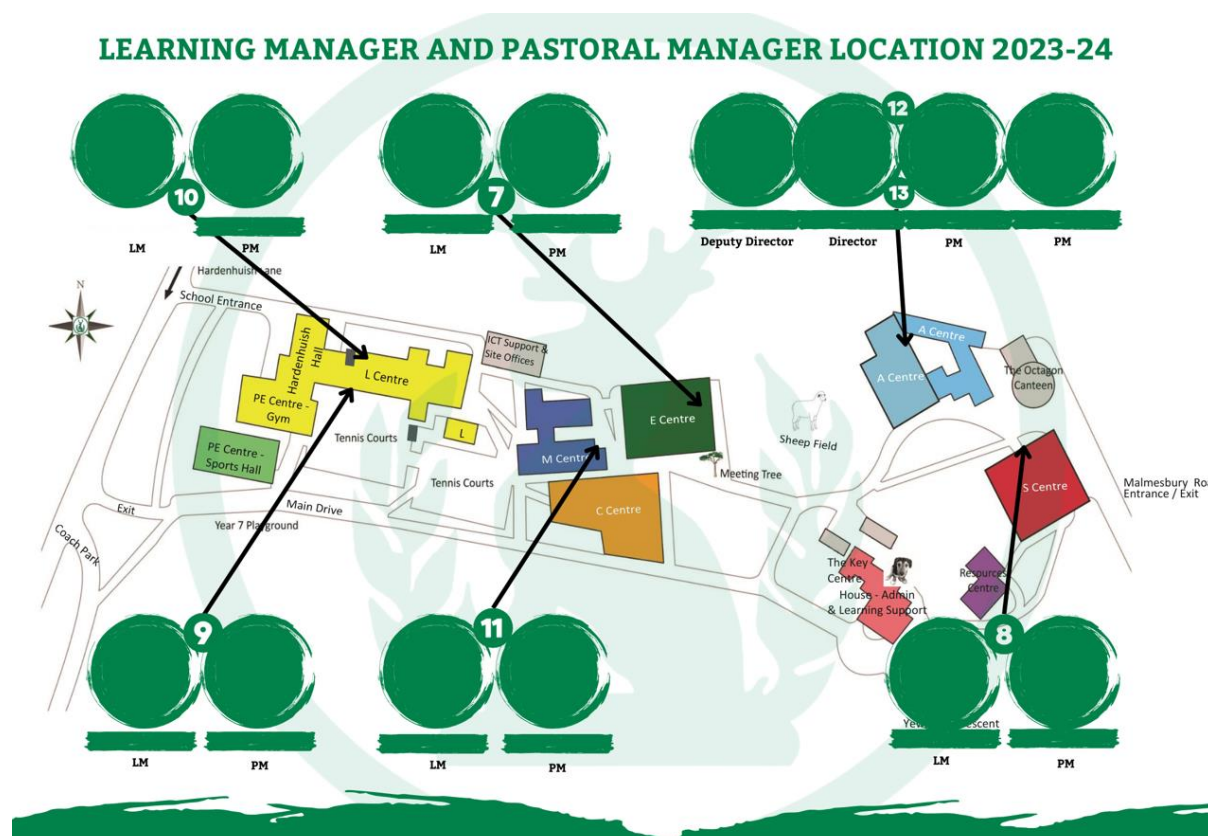 LEARNING MANAGER AND PASTORAL MANAGER LOCATION 2023-24
10
7
12
13
LM
PM
LM
PM
Deputy Director
Director
PM
PM
Hardenhuish Lane
School Entrance
N
Hardenhuish
Hall
L Centre
ICT Support &
Site Offices
PE Centre -
Gym
PE Centre -
Sports Hall
Tennis Courts
L
Tennis Courts
M Centre
E Centre
C Centre
Meeting Tree
Sheep Field
A Centre
A Centre
The Octagon
Canteen
S Centre
Malmesbury Roa
Entrance / Exit
Exit
Main Drive
Year 7 Playground
Coach Park
The Key
Centre
House - Admin
& Learning Support
Resources
Centre
9
11
8
LM
PM
LM
PM
LM
PM